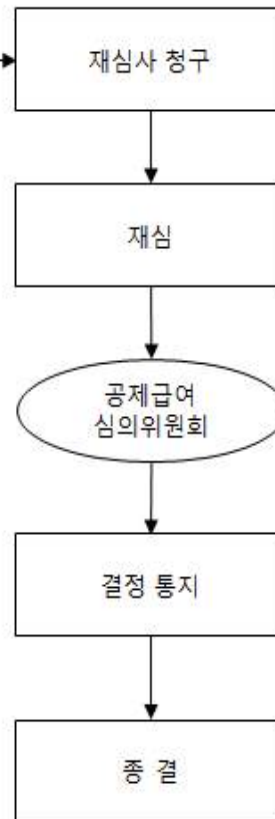 재심사 청구
재심
공제급여
심의위원회
결정 통지
종 결